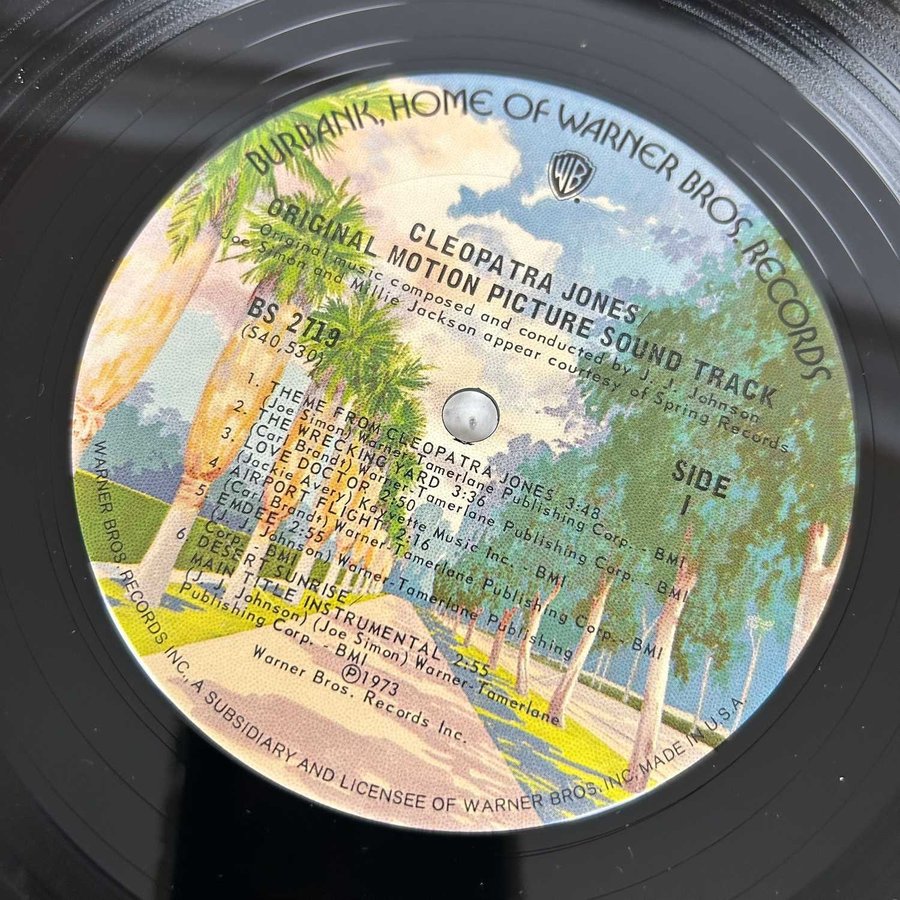 BURBANK, HOME OF WARNER BROS. RECORDS
WB
CLEOPATRA JONES/
ORIGINAL MOTION PICTURE SOUND TRACK
Original music composed and conducted by J. J. Johnson
Joe Simon and Millie Jackson appear courtesy of Spring Records
BS 2719
(S40,530)
SIDE
1
1. THEME FROM CLEOPATRA JONES 3:48
(Joe Simon) Warner-Tamerlane Publishing Corp. - BMI
2. THE WRECKING YARD 3:36
(Carl Brandt) Warner-Tamerlane Publishing Corp. - BMI
3. LOVE DOCTOR 2:50
(Jackie Avery) Kayvette Music Inc. - BMI
4. AIRPORT FLIGHT 2:16
(Carl Brandt) Warner-Tamerlane Publishing Corp. - BMI
5. EMDEE 2:55
(J. J. Johnson) Warner-Tamerlane Publishing
Corp. - BMI
6. DESERT SUNRISE
MAIN TITLE INSTRUMENTAL 2:55
(J. J. Johnson) (Joe Simon) Warner-Tamerlane
Publishing Corp. - BMI
℗1973
Warner Bros. Records Inc.
WARNER BROS. RECORDS INC., A SUBSIDIARY AND LICENSEE OF WARNER BROS. INC. MADE IN U.S.A.